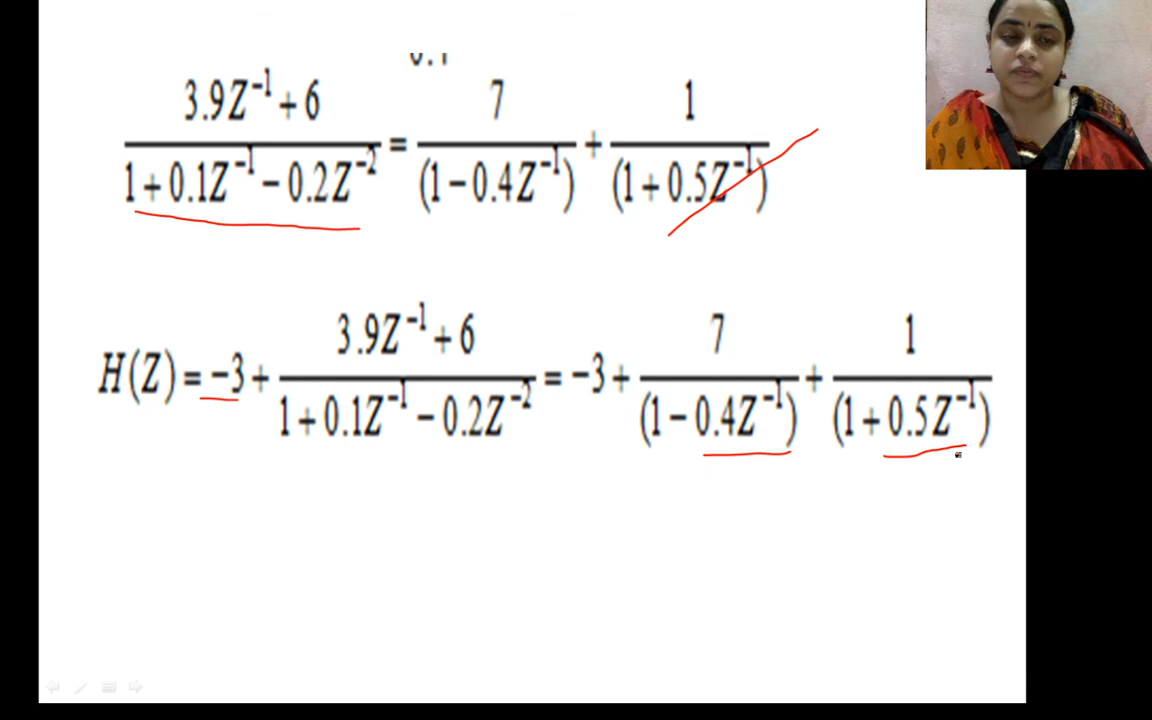 3.9Z⁻¹ + 6 / 1 + 0.1Z⁻¹ − 0.2Z⁻² = 7 / (1 − 0.4Z⁻¹) + 1 / (1 + 0.5Z⁻¹)
H(Z) = −3 + 3.9Z⁻¹ + 6 / 1 + 0.1Z⁻¹ − 0.2Z⁻² = −3 + 7 / (1 − 0.4Z⁻¹) + 1 / (1 + 0.5Z⁻¹)